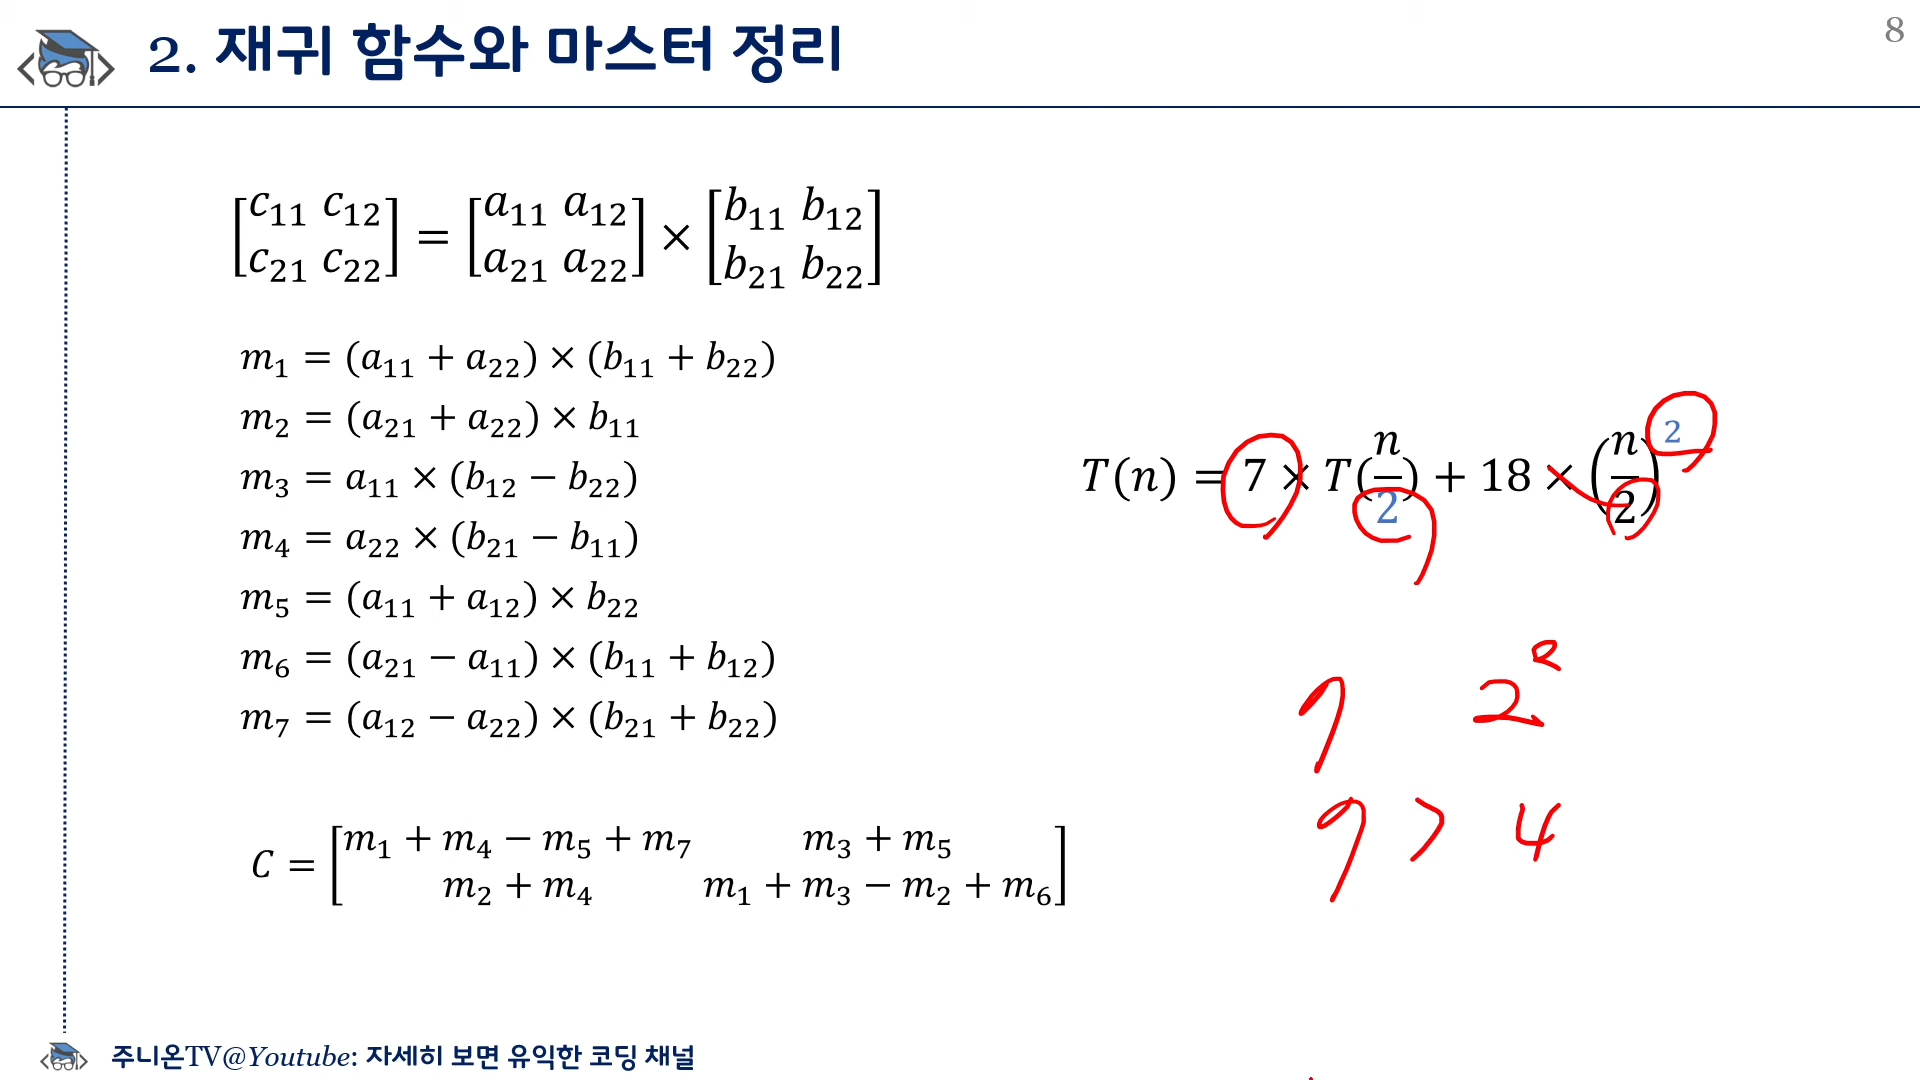 8
2. 재귀 함수와 마스터 정리
[c₁₁ c₁₂ = [a₁₁ a₁₂ × [b₁₁ b₁₂
c₂₁ c₂₂] a₂₁ a₂₂] b₂₁ b₂₂]
m₁ = (a₁₁ + a₂₂) × (b₁₁ + b₂₂)
m₂ = (a₂₁ + a₂₂) × b₁₁
m₃ = a₁₁ × (b₁₂ − b₂₂)
m₄ = a₂₂ × (b₂₁ − b₁₁)
m₅ = (a₁₁ + a₁₂) × b₂₂
m₆ = (a₂₁ − a₁₁) × (b₁₁ + b₁₂)
m₇ = (a₁₂ − a₂₂) × (b₂₁ + b₂₂)
C = [m₁ + m₄ − m₅ + m₇ m₃ + m₅
m₂ + m₄ m₁ + m₃ − m₂ + m₆]
T(n) = 7 × T(n/2) + 18 × (n/2)²
7 2²
7 > 4
주니온TV@Youtube: 자세히 보면 유익한 코딩 채널